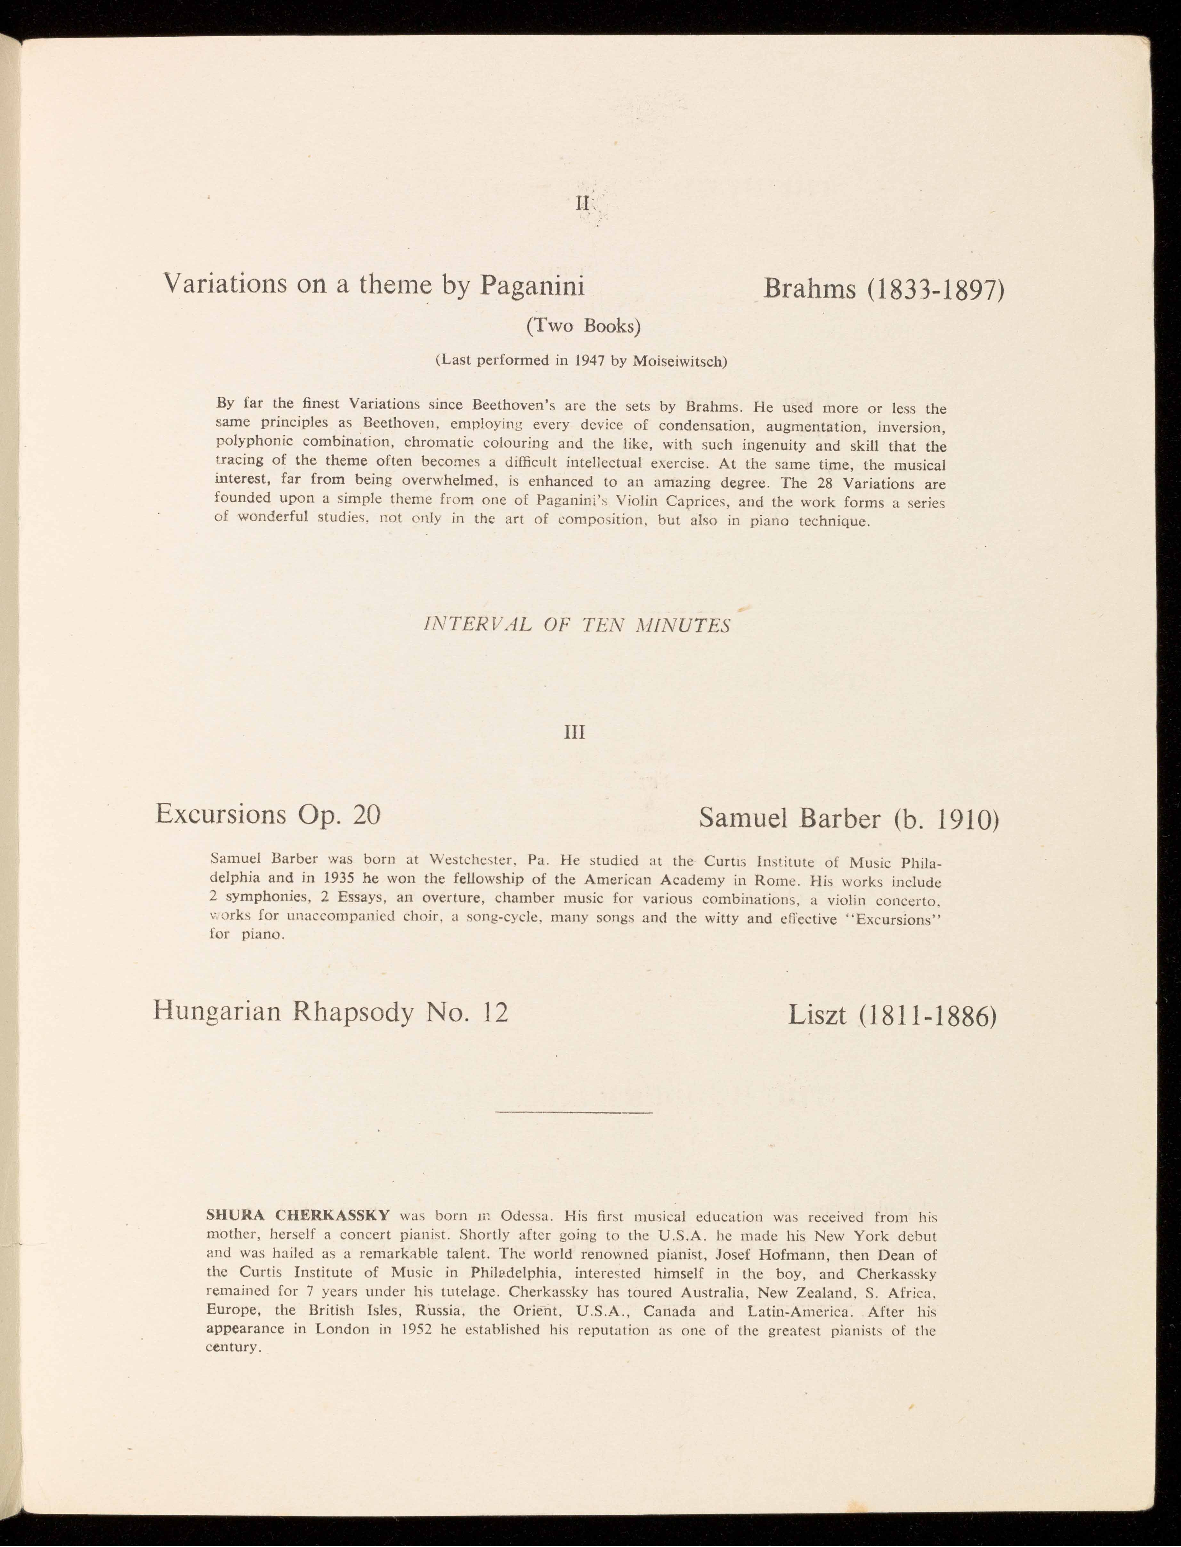 II
Variations on a theme by Paganini Brahms (1833-1897)
(Two Books)
(Last performed in 1947 by Moiseiwitsch)
By far the finest Variations since Beethoven's are the sets by Brahms. He used more or less the
same principles as Beethoven, employing every device of condensation, augmentation, inversion,
polyphonic combination, chromatic colouring and the like, with such ingenuity and skill that the
tracing of the theme often becomes a difficult intellectual exercise. At the same time, the musical
interest, far from being overwhelmed, is enhanced to an amazing degree. The 28 Variations are
founded upon a simple theme from one of Paganini's Violin Caprices, and the work forms a series
of wonderful studies, not only in the art of composition, but also in piano technique.
INTERVAL OF TEN MINUTES
III
Excursions Op. 20 Samuel Barber (b. 1910)
Samuel Barber was born at Westchester, Pa. He studied at the Curtis Institute of Music Phila-
delphia and in 1935 he won the fellowship of the American Academy in Rome. His works include
2 symphonies, 2 Essays, an overture, chamber music for various combinations, a violin concerto,
works for unaccompanied choir, a song-cycle, many songs and the witty and effective "Excursions"
for piano.
Hungarian Rhapsody No. 12 Liszt (1811-1886)
SHURA CHERKASSKY was born in Odessa. His first musical education was received from his
mother, herself a concert pianist. Shortly after going to the U.S.A. he made his New York debut
and was hailed as a remarkable talent. The world renowned pianist, Josef Hofmann, then Dean of
the Curtis Institute of Music in Philadelphia, interested himself in the boy, and Cherkassky
remained for 7 years under his tutelage. Cherkassky has toured Australia, New Zealand, S. Africa,
Europe, the British Isles, Russia, the Orient, U.S.A., Canada and Latin-America. After his
appearance in London in 1952 he established his reputation as one of the greatest pianists of the
century.